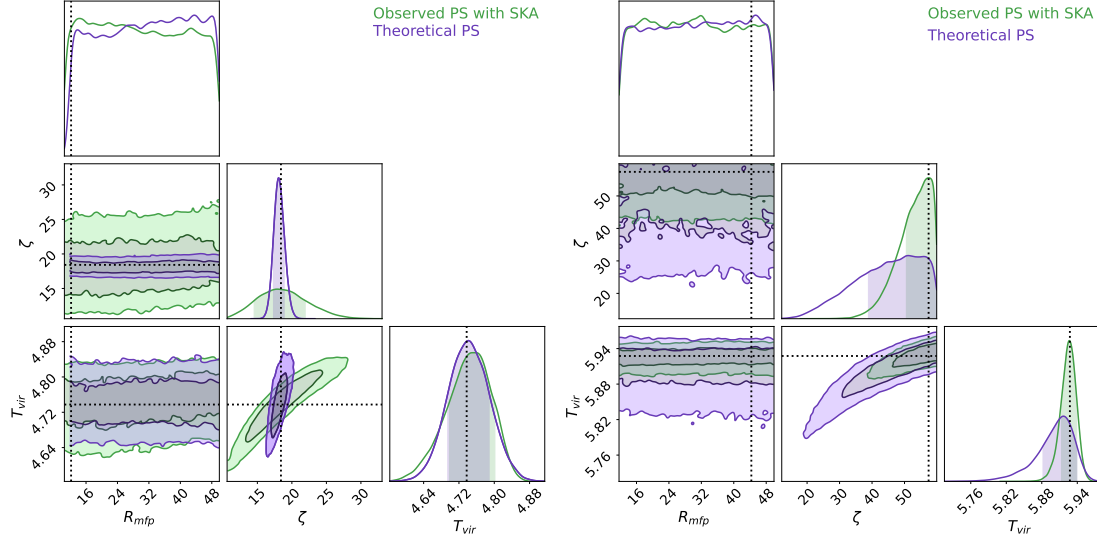 Observed PS with SKA
Theoretical PS
30
25
20
15
ζ
4.88
4.80
4.72
4.64
T_vir
16 24 32 40 48
R_mfp
15 20 25 30
ζ
4.64 4.72 4.80 4.88
T_vir
Observed PS with SKA
Theoretical PS
50
40
30
20
ζ
5.94
5.88
5.82
5.76
T_vir
16 24 32 40 48
R_mfp
20 30 40 50
ζ
5.76 5.82 5.88 5.94
T_vir